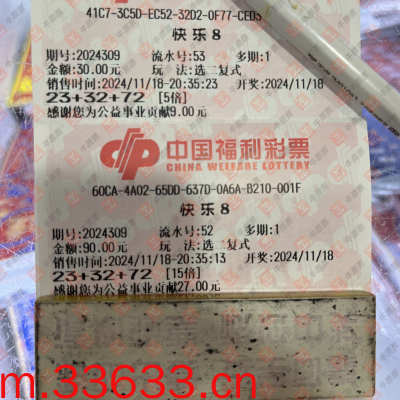 41C7-3C5D-EC52-32D2-0F77-CED5
快乐8
期号:2024309 流水号:53 多期:1
金额:30.00元 玩 法:选二复式
销售时间:2024/11/18-20:35:23 开奖:2024/11/18
23+32+72 [5倍]
感谢您为公益事业贡献9.00元
中国福利彩票
CHINA WELFARE LOTTERY
60CA-4A02-65DD-637D-0A6A-B210-001F
快乐8
期号:2024309 流水号:52 多期:1
金额:90.00元 玩 法:选二复式
销售时间:2024/11/18-20:35:13 开奖:2024/11/18
23+32+72 [15倍]
感谢您为公益事业贡献27.00元
m.33633.cn